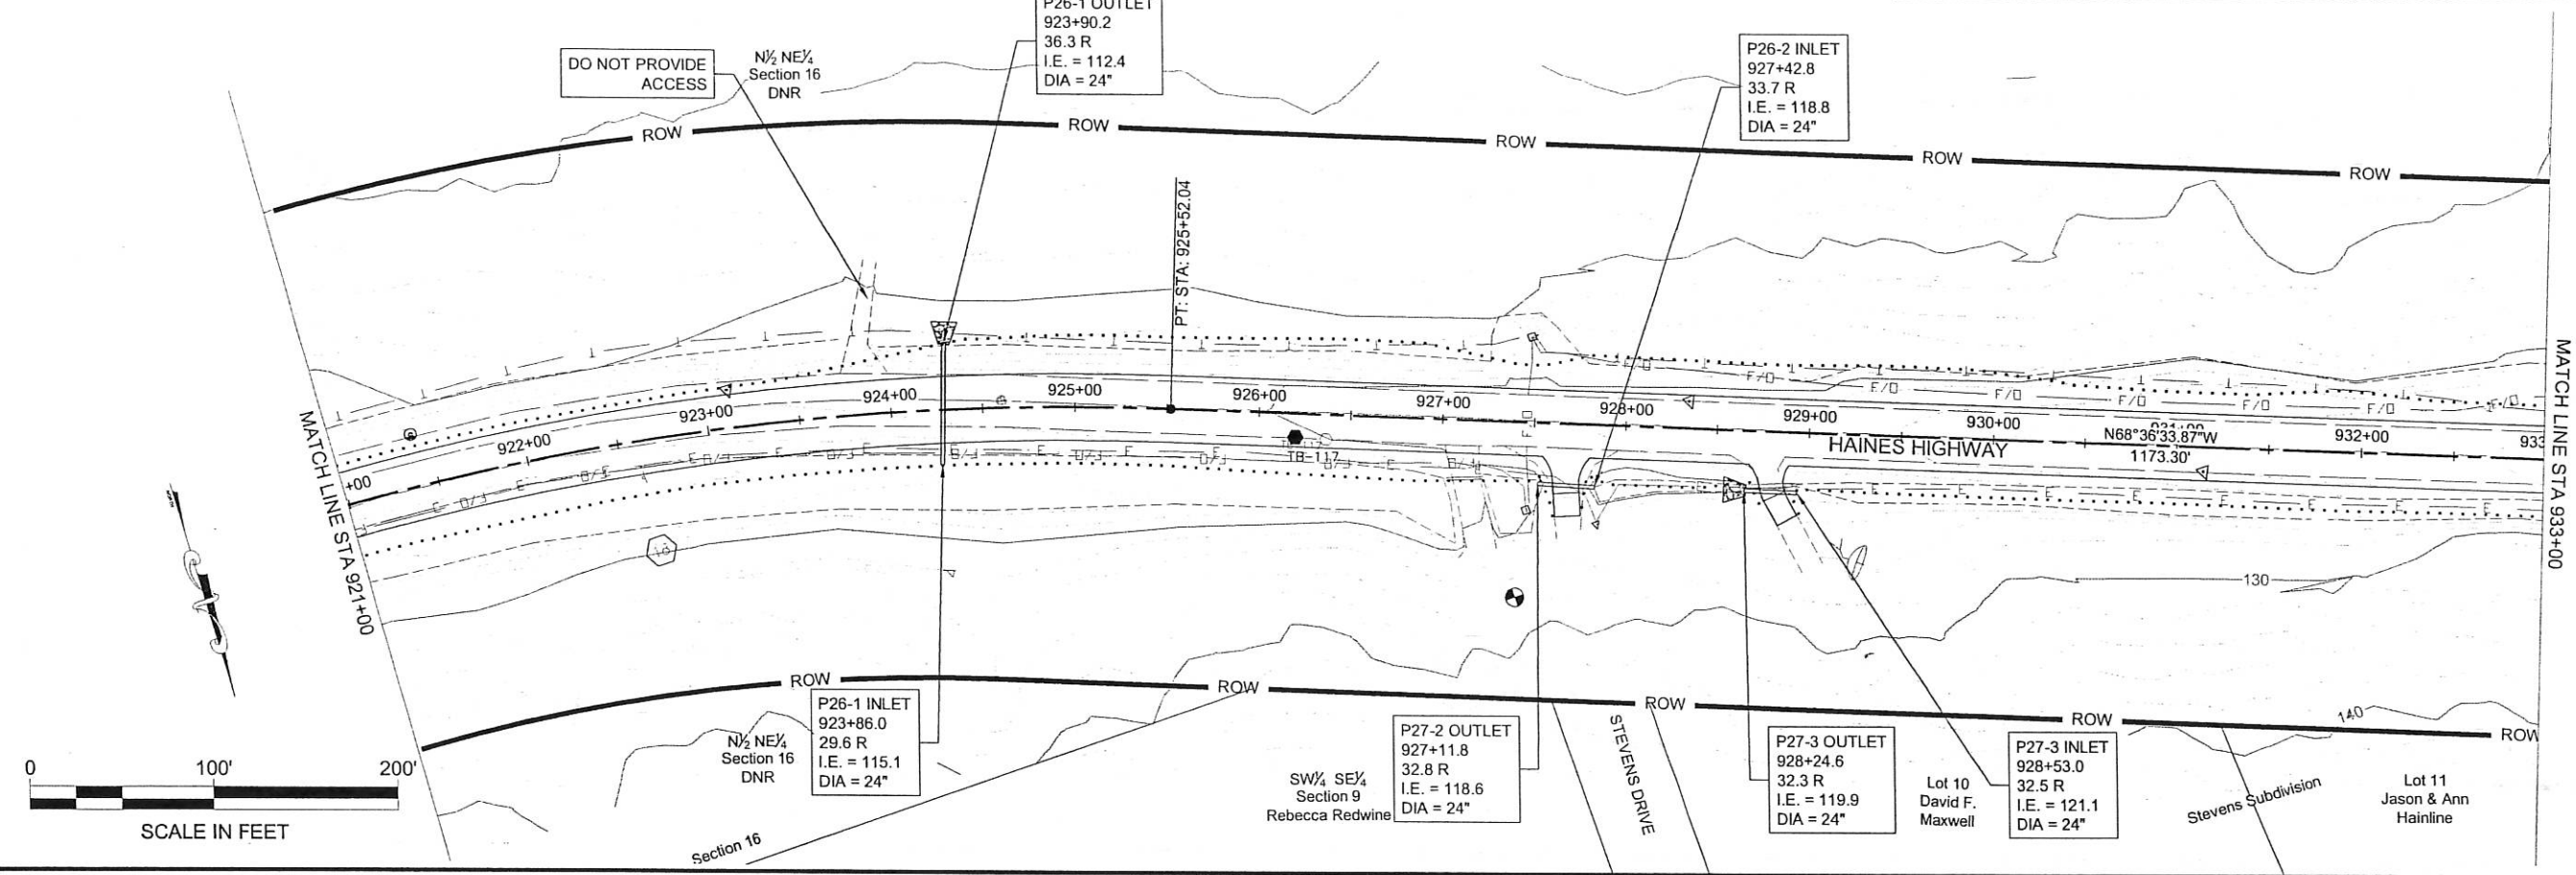 P26-1 OUTLET
923+90.2
36.3 R
I.E. = 112.4
DIA = 24"
DO NOT PROVIDE
ACCESS
N½ NE¼
Section 16
DNR
P26-2 INLET
927+42.8
33.7 R
I.E. = 118.8
DIA = 24"
ROW
ROW
ROW
ROW
ROW
PT: STA: 925+52.04
MATCH LINE STA 921+00
+00
922+00
923+00
924+00
925+00
926+00
927+00
928+00
929+00
930+00
931+00
932+00
933
HAINES HIGHWAY
N68°36'33.87"W
1173.30'
MATCH LINE STA 933+00
TB-117
F/O
F/O
F/O
F/O
F/O
F/O
F/O
F/O
16
130
140
ROW
ROW
ROW
ROW
ROW
P26-1 INLET
923+86.0
29.6 R
I.E. = 115.1
DIA = 24"
N½ NE¼
Section 16
DNR
Section 16
SW¼ SE¼
Section 9
Rebecca Redwine
P27-2 OUTLET
927+11.8
32.8 R
I.E. = 118.6
DIA = 24"
STEVENS DRIVE
P27-3 OUTLET
928+24.6
32.3 R
I.E. = 119.9
DIA = 24"
Lot 10
David F.
Maxwell
P27-3 INLET
928+53.0
32.5 R
I.E. = 121.1
DIA = 24"
Stevens Subdivision
Lot 11
Jason & Ann
Hainline
0 100' 200'
SCALE IN FEET